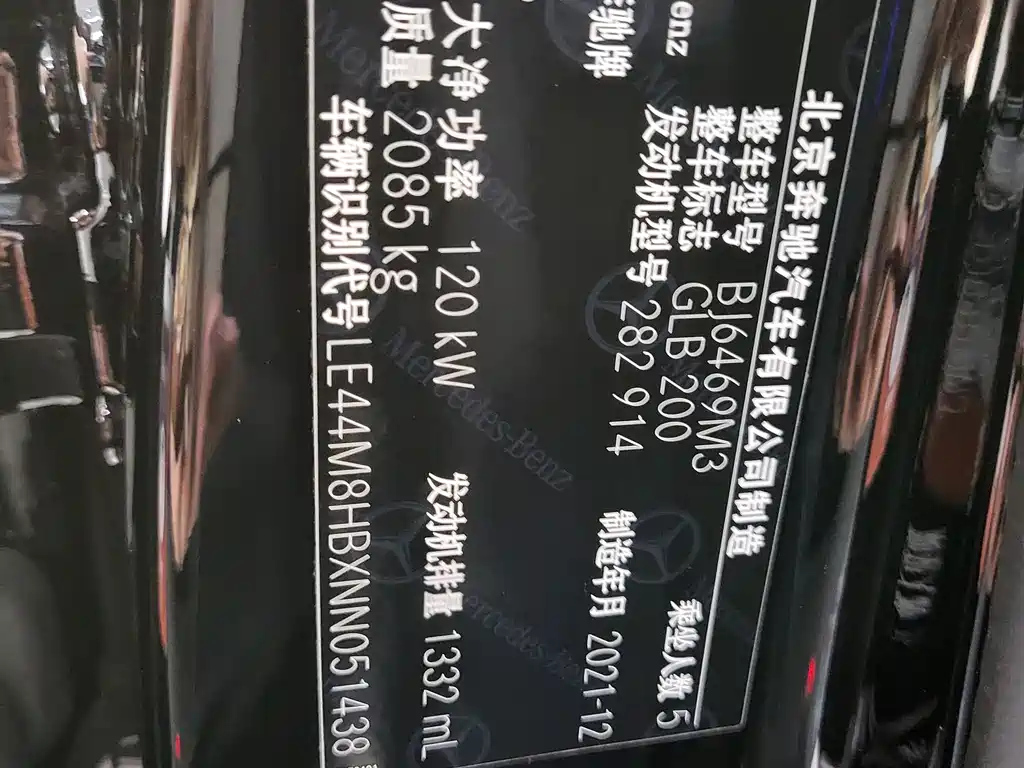 北京奔驰汽车有限公司制造
整车型号 BJ6469M3 乘坐人数 5
整车标志 GLB 200
发动机型号 282 914 制造年月 2021-12
驰牌
enz
大净功率 120 kW 发动机排量 1332 mL
质量 2085 kg
车辆识别代号 LE44M8HBXNN051438
Mercedes-Benz